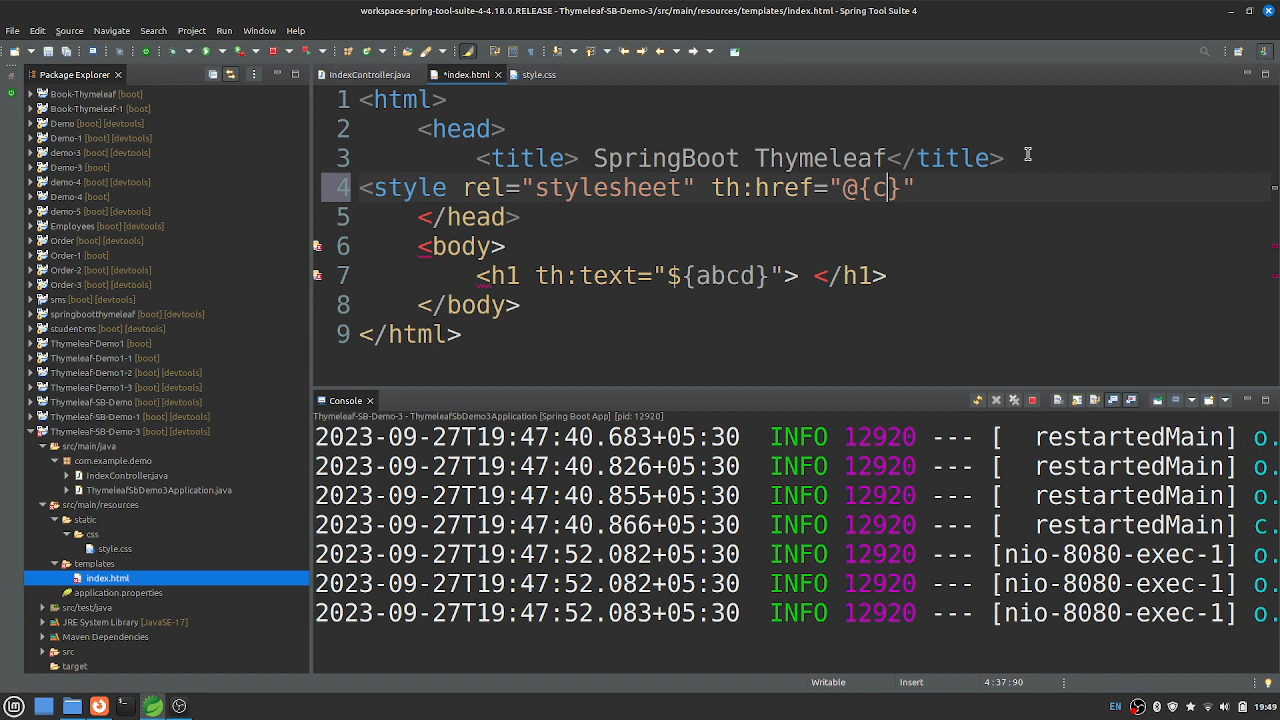 workspace-spring-tool-suite-4-4.18.0.RELEASE - Thymeleaf-SB-Demo-3/src/main/resources/templates/index.html - Spring Tool Suite 4
File Edit Source Navigate Search Project Run Window Help
Package Explorer
IndexController.java
*index.html
style.css
Book-Thymeleaf [boot]
Book-Thymeleaf-1 [boot]
Demo [boot] [devtools]
Demo-1 [boot] [devtools]
demo-3 [boot] [devtools]
Demo-3 [boot]
demo-4 [boot] [devtools]
Demo-4 [boot]
demo-5 [boot] [devtools]
Employees [boot] [devtools]
Order [boot] [devtools]
Order-1 [boot]
Order-2 [boot] [devtools]
Order-3 [boot] [devtools]
sms [boot] [devtools]
springbootthymeleaf [boot]
student-ms [boot] [devtools]
Thymeleaf-Demo1 [boot] [devtools]
Thymeleaf-Demo1-1 [boot]
Thymeleaf-Demo1-2 [boot] [devtools]
Thymeleaf-Demo1-3 [boot] [devtools]
Thymeleaf-SB-Demo [boot] [devtools]
Thymeleaf-SB-Demo-1 [boot] [devtools]
Thymeleaf-SB-Demo-3 [boot] [devtools]
src/main/java
com.example.demo
IndexController.java
ThymeleafSbDemo3Application.java
src/main/resources
static
css
style.css
templates
index.html
application.properties
src/test/java
JRE System Library [JavaSE-17]
Maven Dependencies
src
target
1 <html>
2 <head>
3 <title> SpringBoot Thymeleaf</title>
4 <style rel="stylesheet" th:href="@{c}"
5 </head>
6 <body>
7 <h1 th:text="${abcd}"> </h1>
8 </body>
9 </html>
Console
Thymeleaf-SB-Demo-3 - ThymeleafSbDemo3Application [Spring Boot App] [pid: 12920]
2023-09-27T19:47:40.683+05:30 INFO 12920 --- [ restartedMain] o.
2023-09-27T19:47:40.826+05:30 INFO 12920 --- [ restartedMain] o.
2023-09-27T19:47:40.855+05:30 INFO 12920 --- [ restartedMain] o.
2023-09-27T19:47:40.866+05:30 INFO 12920 --- [ restartedMain] c.
2023-09-27T19:47:52.082+05:30 INFO 12920 --- [nio-8080-exec-1] o.
2023-09-27T19:47:52.082+05:30 INFO 12920 --- [nio-8080-exec-1] o.
2023-09-27T19:47:52.083+05:30 INFO 12920 --- [nio-8080-exec-1] o.
Writable Insert 4:37:90
EN 19:49